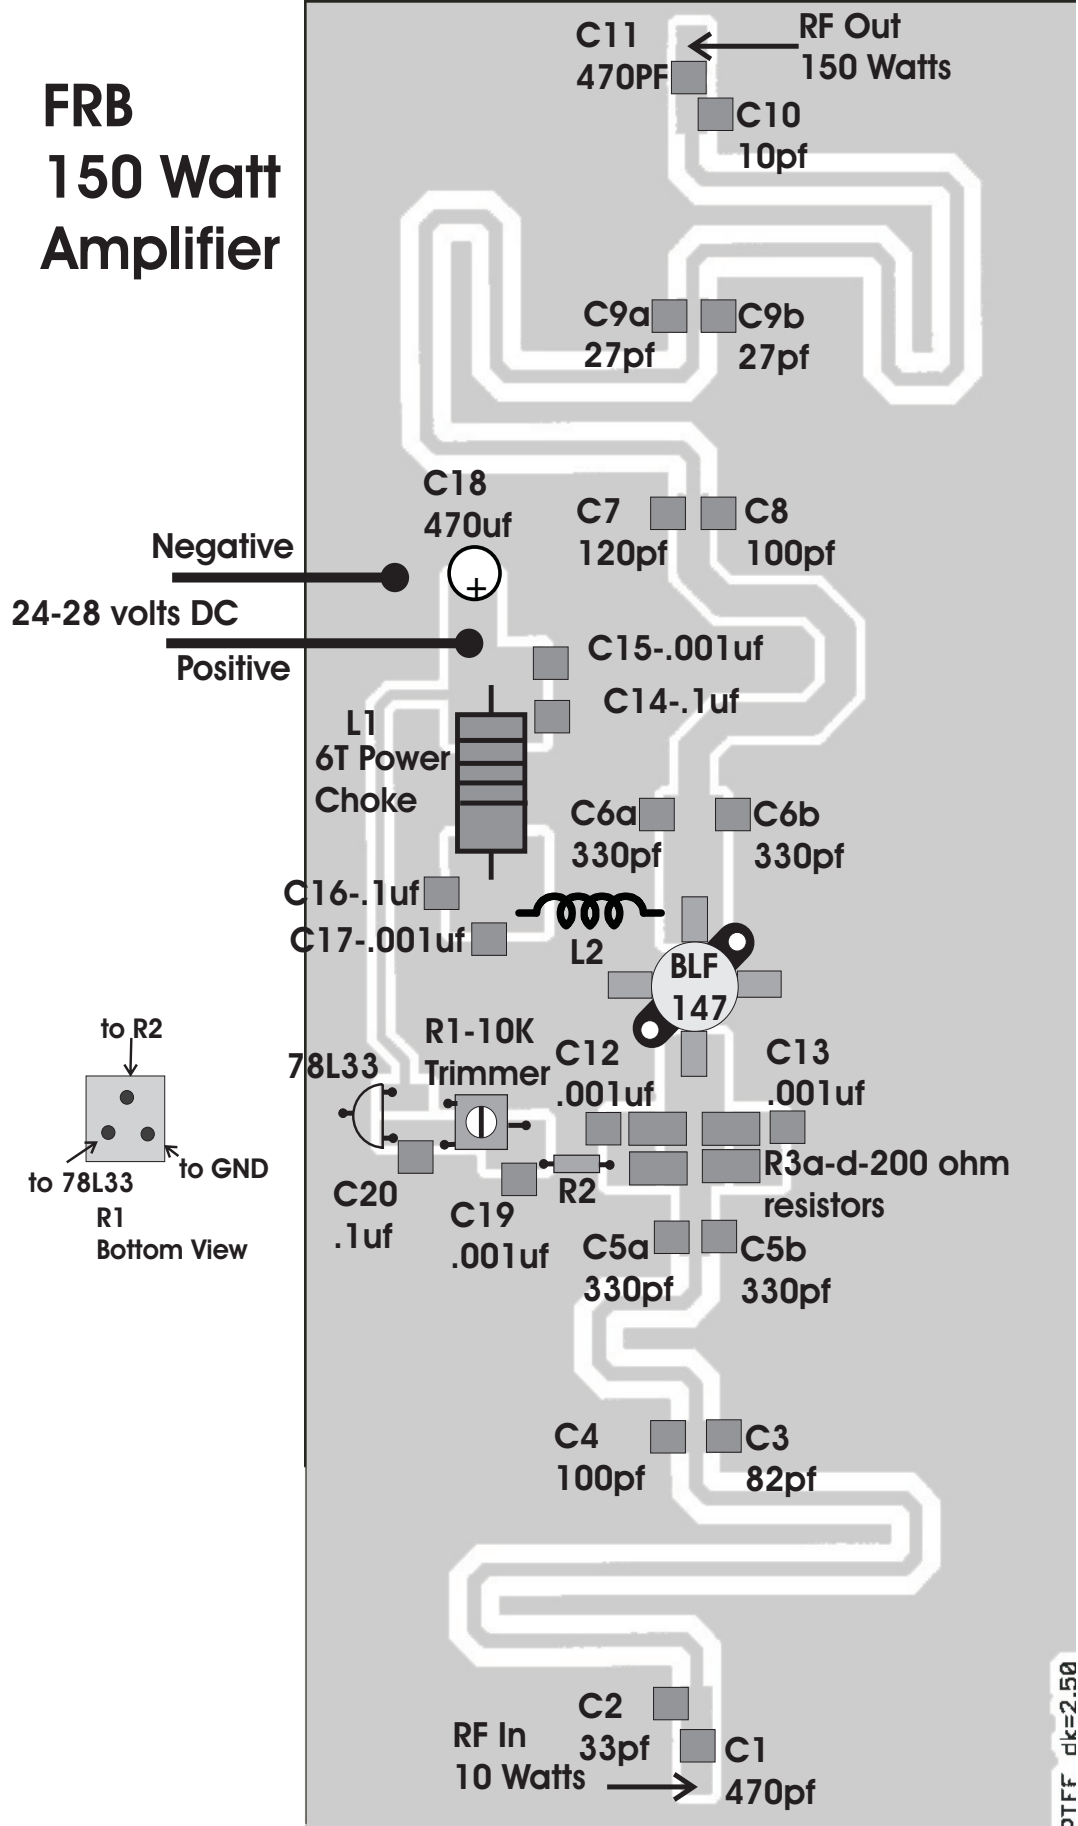 FRB
150 Watt
Amplifier
C11
470PF
RF Out
150 Watts
C10
10pf
C9a
27pf
C9b
27pf
C18
470uf
C7
120pf
C8
100pf
Negative
24-28 volts DC
Positive
C15-.001uf
C14-.1uf
L1
6T Power
Choke
C6a
330pf
C6b
330pf
C16-.1uf
C17-.001uf
L2
BLF
147
to R2
to 78L33
to GND
R1
Bottom View
78L33
R1-10K
Trimmer
C12
.001uf
C13
.001uf
R3a-d-200 ohm
resistors
R2
C20
.1uf
C19
.001uf
C5a
330pf
C5b
330pf
C4
100pf
C3
82pf
C2
33pf
RF In
10 Watts
C1
470pf
PTFE dk=2.50